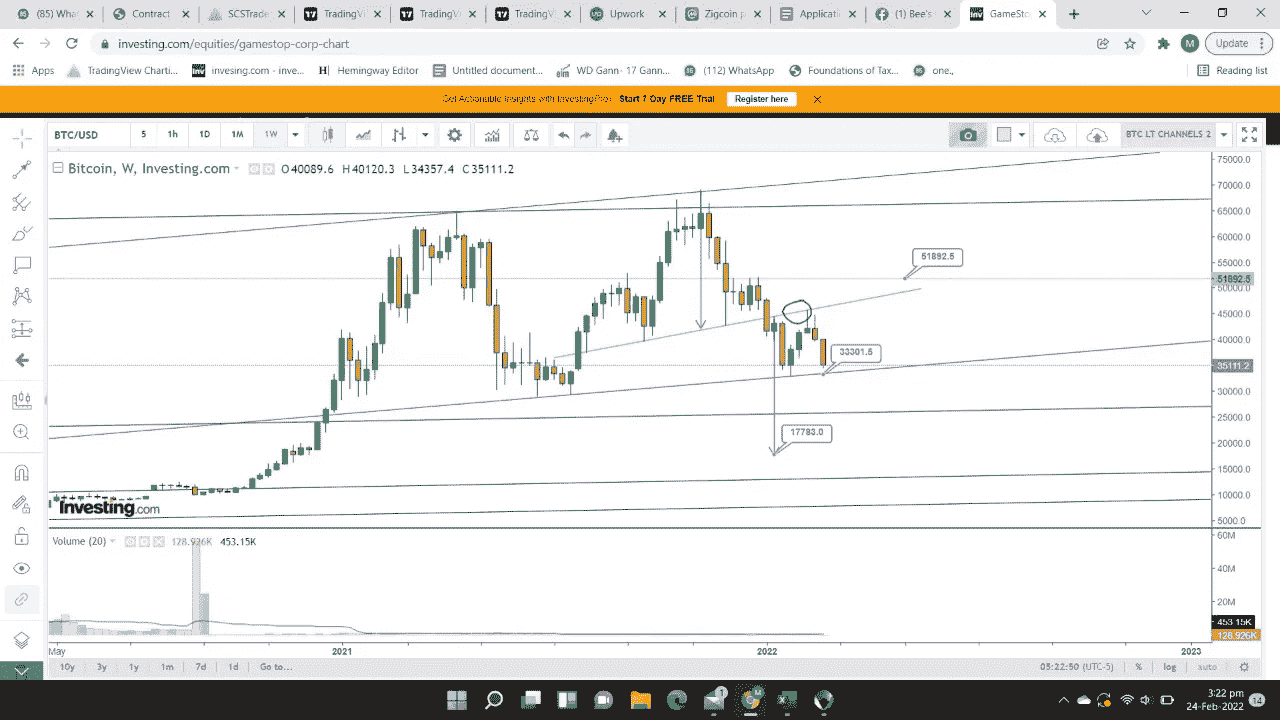 (85) Wha
Contract
SCSTrade
TradingVi
TradingVi
TradingVi
Upwork
Zigcoin p
Applicati
(1) Bee's
GameSto
investing.com/equities/gamestop-corp-chart
M
Update
Apps
TradingView Charti...
invesing.com - inve...
Hemingway Editor
Untitled document...
WD Gann- 17 Gann...
(112) WhatsApp
Foundations of Tax...
one.,
Reading list
Get Actionable Insights with InvestingPro+ Start 7 Day FREE Trial
Register here
BTC/USD
5
1h
1D
1M
1W
BTC LT CHANNELS 2
Bitcoin, W, Investing.com
O40089.6 H40120.3 L34357.4 C35111.2
75000.0
70000.0
65000.0
60000.0
55000.0
51892.5
51892.5
50000.0
45000.0
40000.0
33301.5
35111.2
30000.0
25000.0
17783.0
20000.0
15000.0
10000.0
5000.0
Investing.com
Volume (20)
128.926K
453.15K
60M
40M
20M
453.15K
128.926K
May
2021
2022
2023
10y
3y
1y
1m
7d
1d
Go to...
05:22:50 (UTC-5)
%
log
auto
3:22 pm
24-Feb-2022
14